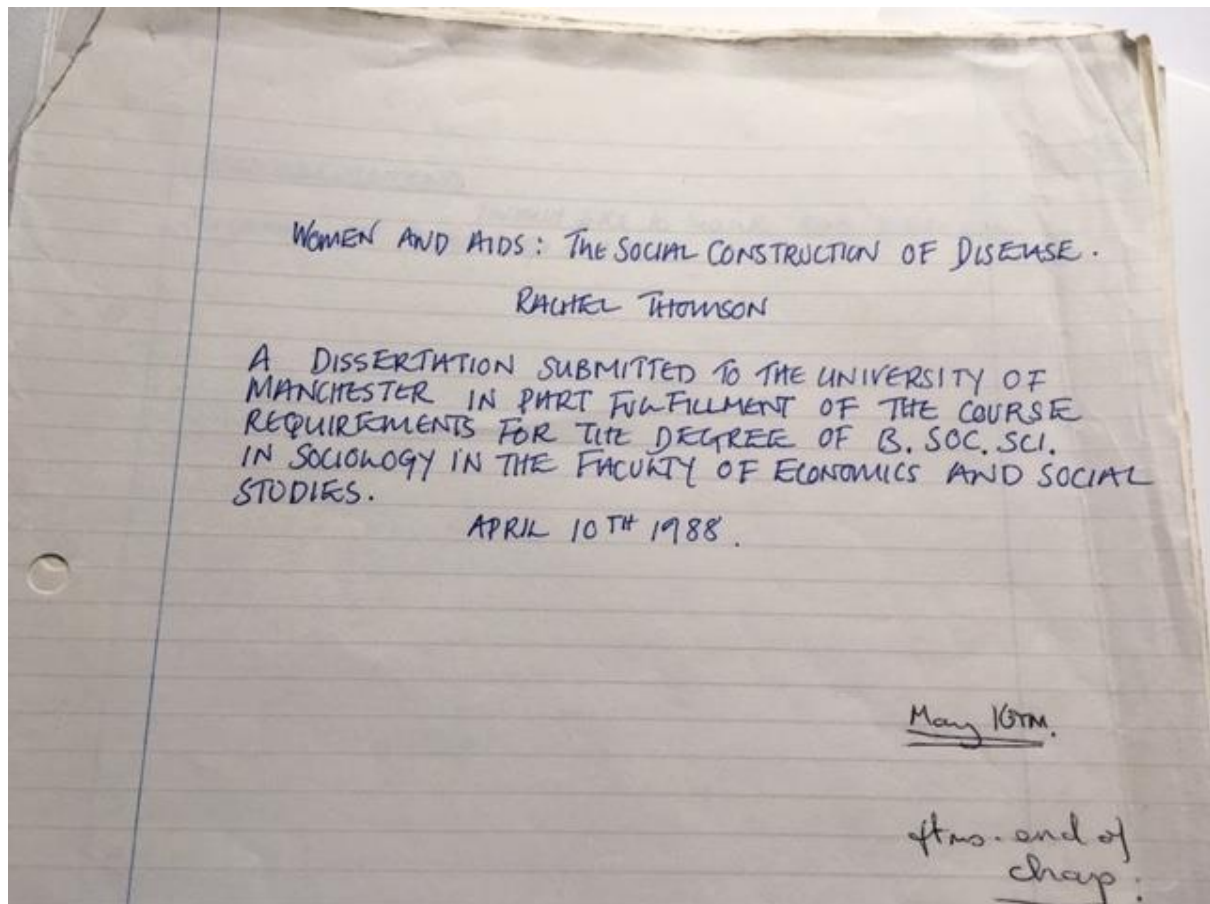 WOMEN AND AIDS: THE SOCIAL CONSTRUCTION OF DISEASE.
RACHEL THOMSON
A DISSERTATION SUBMITTED TO THE UNIVERSITY OF
MANCHESTER IN PART FULFILLMENT OF THE COURSE
REQUIREMENTS FOR THE DEGREE OF B. SOC. SCI.
IN SOCIOLOGY IN THE FACULTY OF ECONOMICS AND SOCIAL
STUDIES.
APRIL 10TH 1988.
May 10TH.
end of
chap.